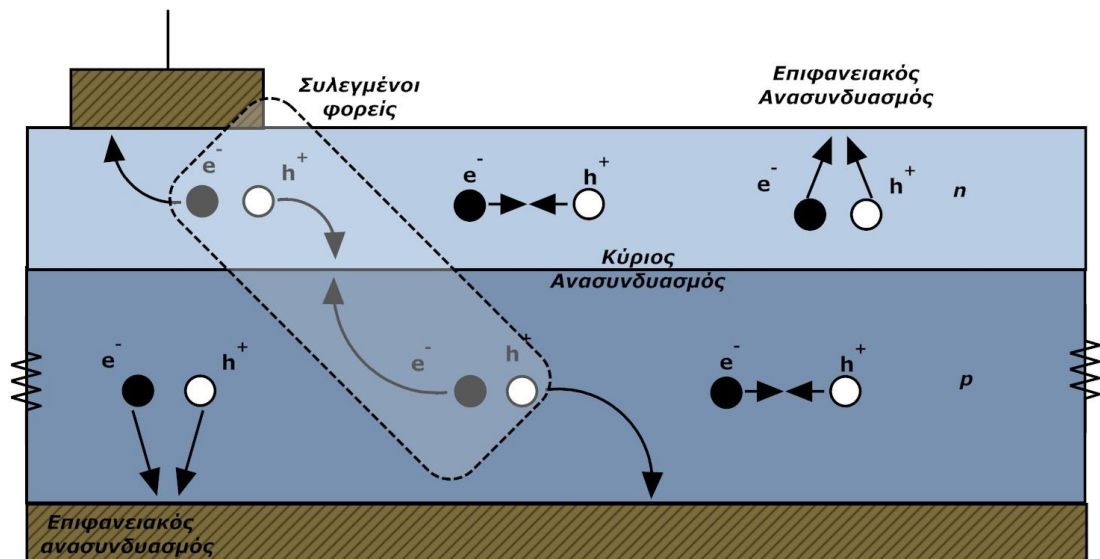 Συλεγμένοι
φορείς
Επιφανειακός
Ανασυνδυασμός
e-
h+
e-
h+
e-
h+
n
Κύριος
Ανασυνδυασμός
e-
h+
e-
h+
e-
h+
p
Επιφανειακός
ανασυνδυασμός